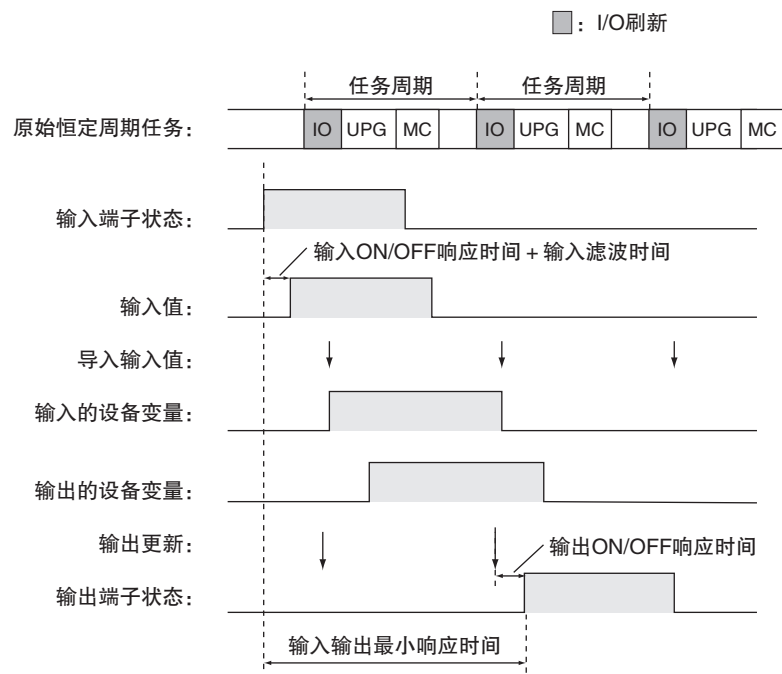 ：I/O刷新
任务周期 任务周期
原始恒定周期任务： IO UPG MC IO UPG MC IO UPG MC
输入端子状态：
输入ON/OFF响应时间 + 输入滤波时间
输入值：
导入输入值：
输入的设备变量：
输出的设备变量：
输出更新：
输出ON/OFF响应时间
输出端子状态：
输入输出最小响应时间